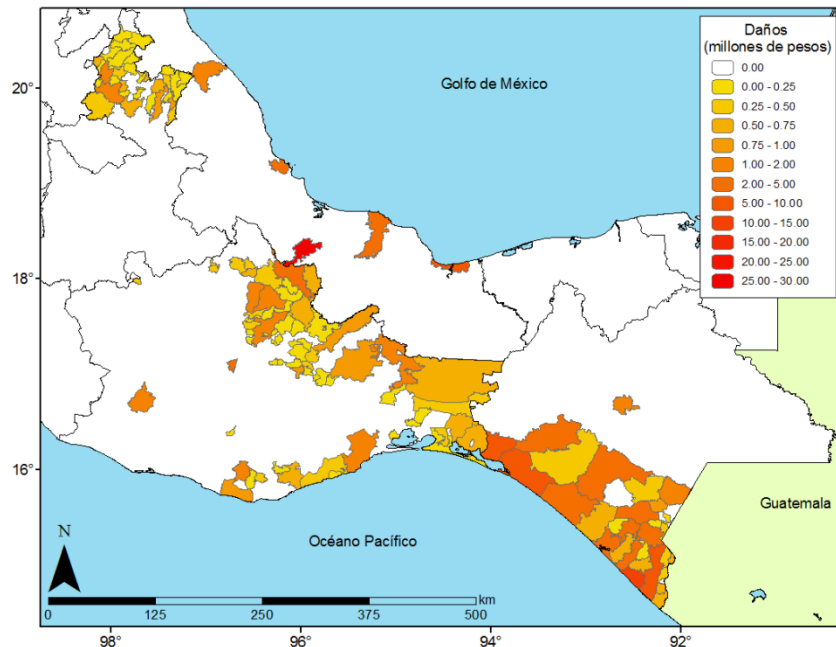 Daños
(millones de pesos)
0.00
0.00 - 0.25
0.25 - 0.50
0.50 - 0.75
0.75 - 1.00
1.00 - 2.00
2.00 - 5.00
5.00 - 10.00
10.00 - 15.00
15.00 - 20.00
20.00 - 25.00
25.00 - 30.00
20°
Golfo de México
18°
16°
Guatemala
Océano Pacífico
N
km
0 125 250 375 500
98° 96° 94° 92°